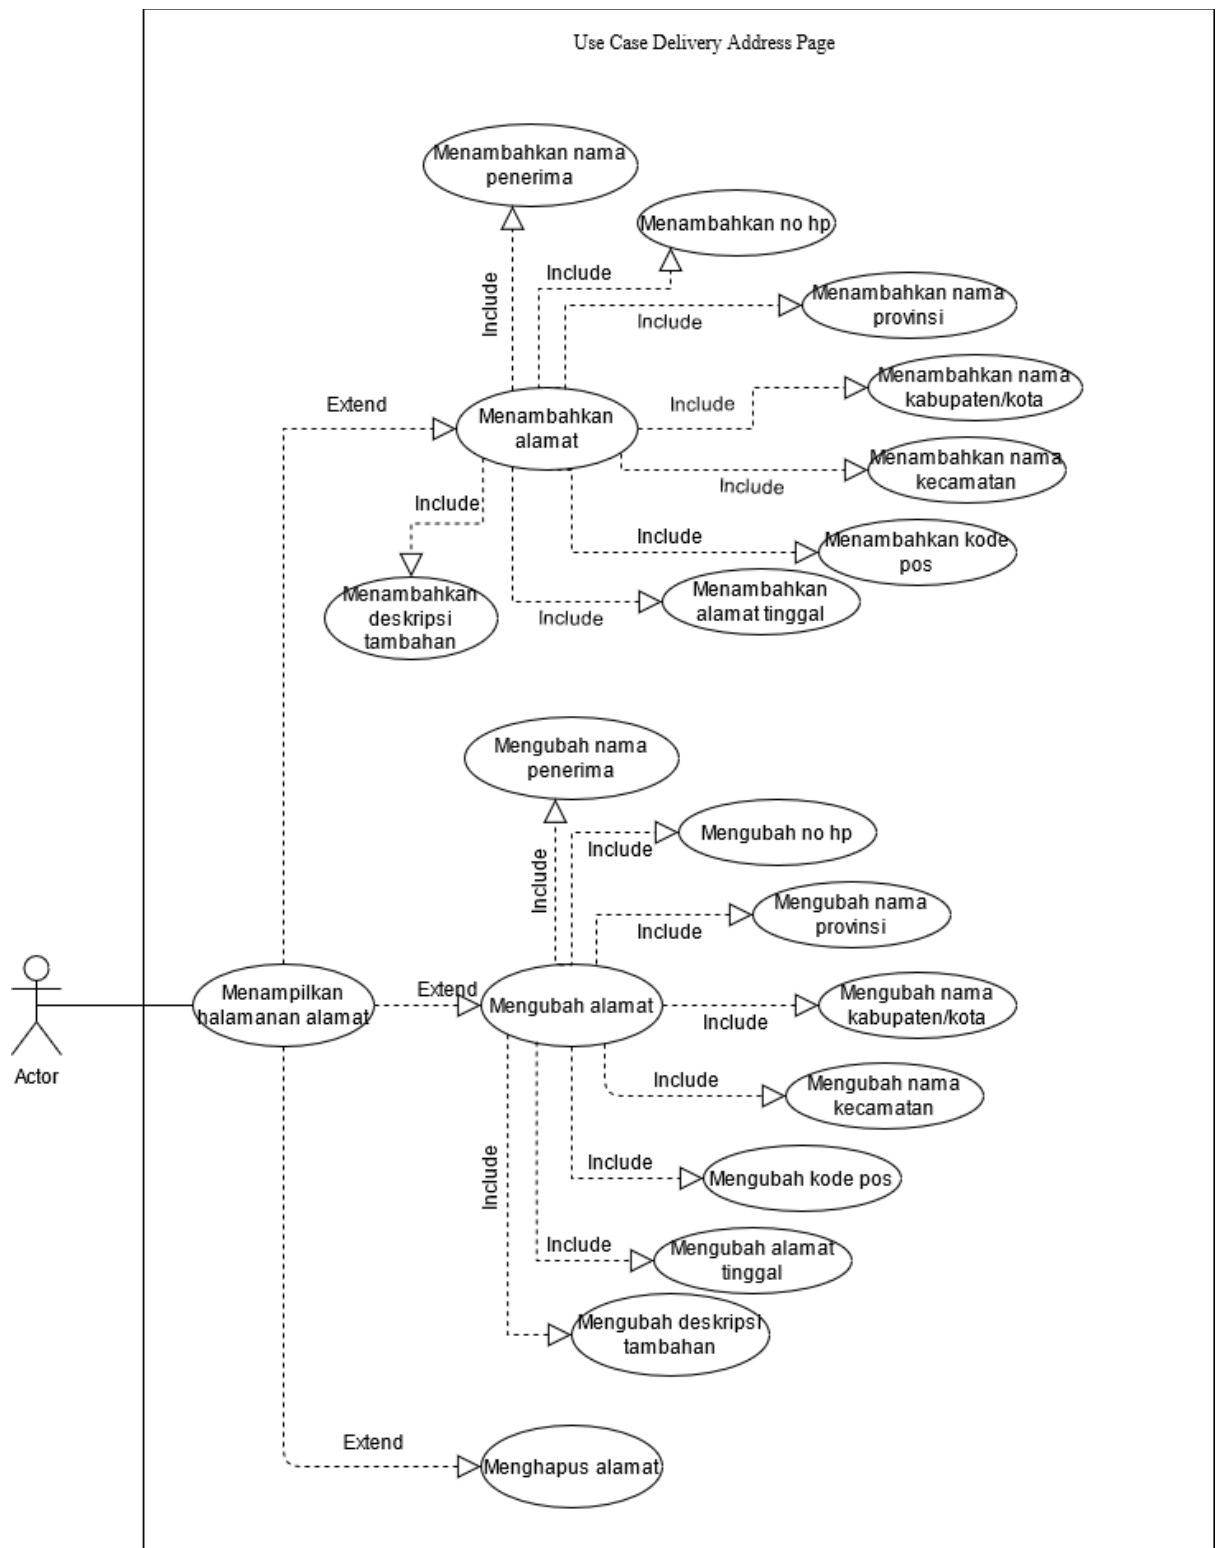 Use Case Delivery Address Page
Menambahkan nama
penerima
Menambahkan no hp
Include
Include
Menambahkan nama
provinsi
Include
Menambahkan nama
kabupaten/kota
Extend
Include
Menambahkan
alamat
Menambahkan nama
kecamatan
Include
Include
Include
Menambahkan kode
pos
Menambahkan
deskripsi
tambahan
Menambahkan
alamat tinggal
Include
Mengubah nama
penerima
Mengubah no hp
Include
Include
Mengubah nama
provinsi
Include
Menampilkan
halamanan alamat
Extend
Mengubah alamat
Mengubah nama
kabupaten/kota
Include
Actor
Include
Mengubah nama
kecamatan
Include
Include
Mengubah kode pos
Include
Mengubah alamat
tinggal
Mengubah deskripsi
tambahan
Extend
Menghapus alamat